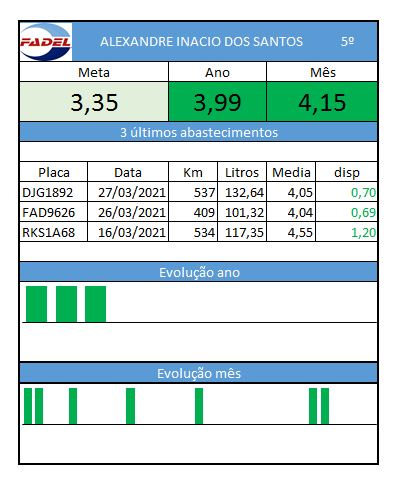 FADEL ALEXANDRE INACIO DOS SANTOS 5º
Meta Ano Mês
3,35 3,99 4,15
3 últimos abastecimentos
Placa Data Km Litros Media disp
DJG1892 27/03/2021 537 132,64 4,05 0,70
FAD9626 26/03/2021 409 101,32 4,04 0,69
RKS1A68 16/03/2021 534 117,35 4,55 1,20
Evolução ano
Evolução mês